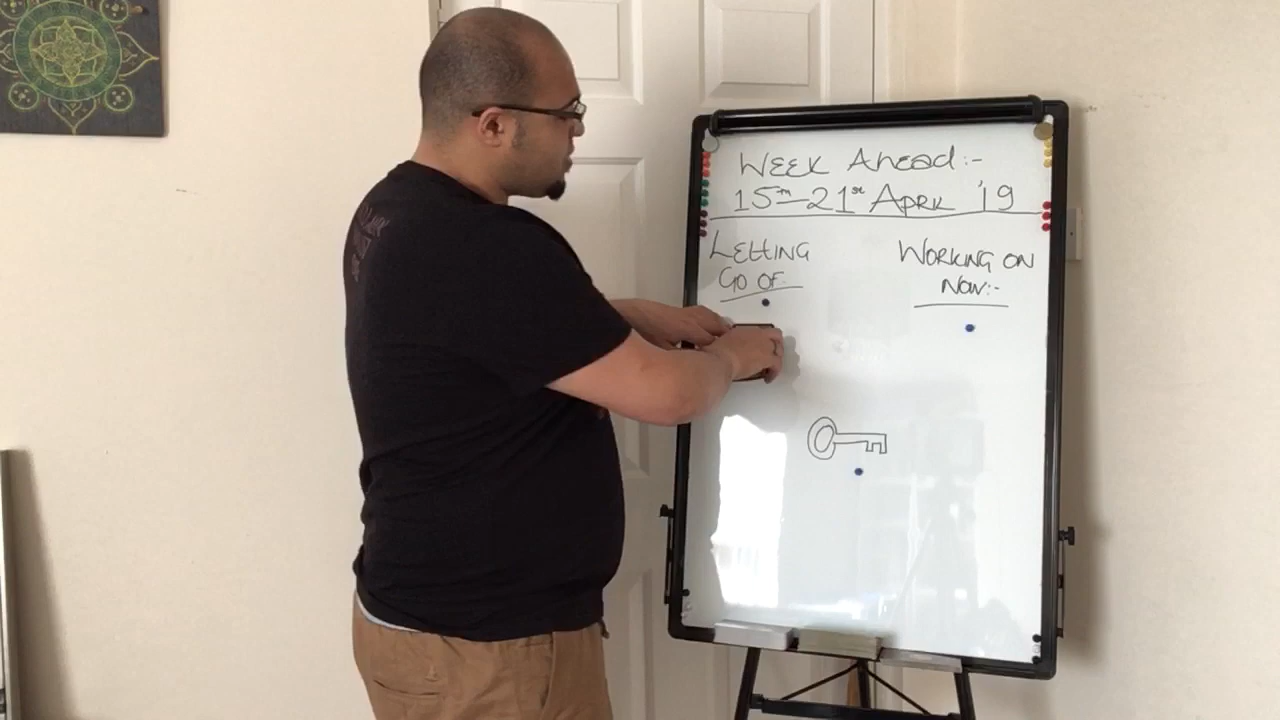 WEEK AHEAD:-
15TH-21ST APRIL '19
LETTING
GO OF:
WORKING ON
NOW:-